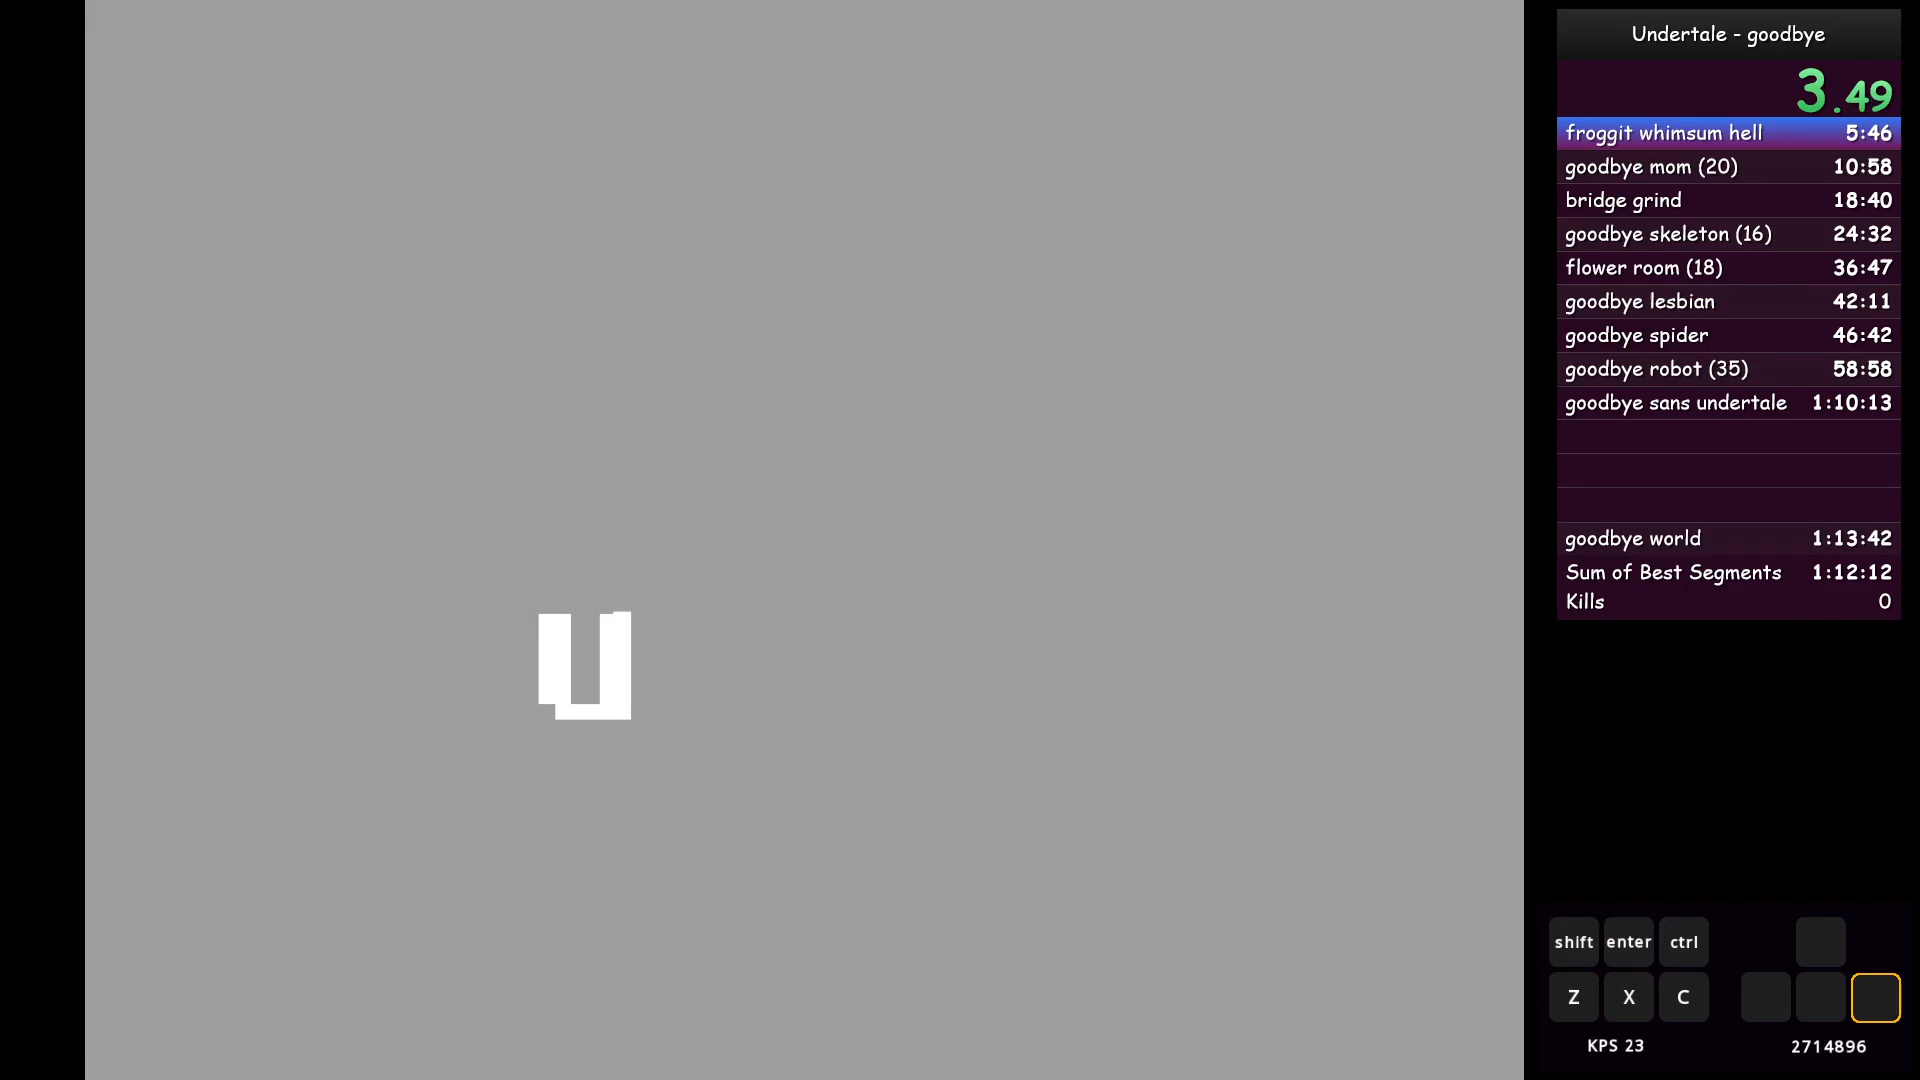 u
Undertale - goodbye
3.49
froggit whimsum hell 5:46
goodbye mom (20) 10:58
bridge grind 18:40
goodbye skeleton (16) 24:32
flower room (18) 36:47
goodbye lesbian 42:11
goodbye spider 46:42
goodbye robot (35) 58:58
goodbye sans undertale 1:10:13
goodbye world 1:13:42
Sum of Best Segments 1:12:12
Kills 0
shift enter ctrl
Z X C
KPS 23 2714896